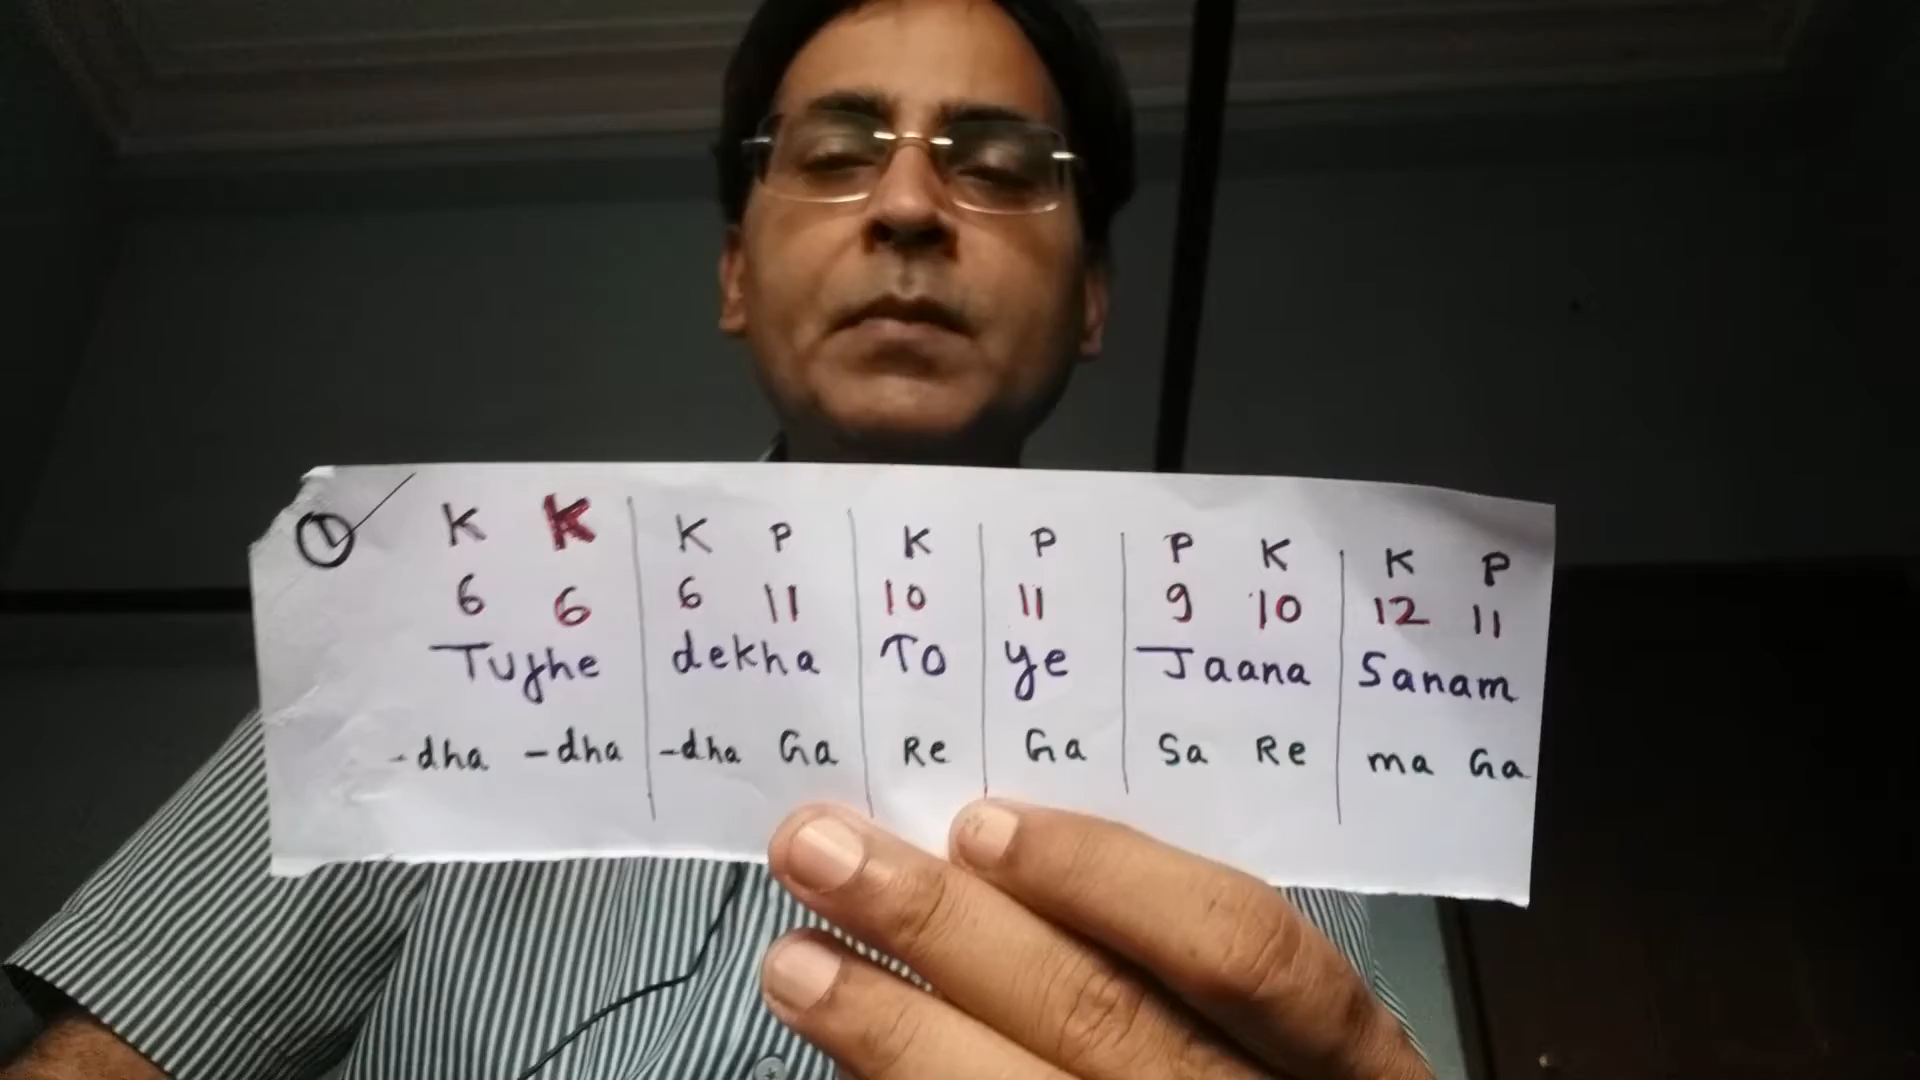 ① K K K P K P P K K P
6 6 6 11 10 11 9 10 12 11
Tujhe dekha To ye Jaana Sanam
-dha -dha -dha Ga Re Ga Sa Re ma Ga